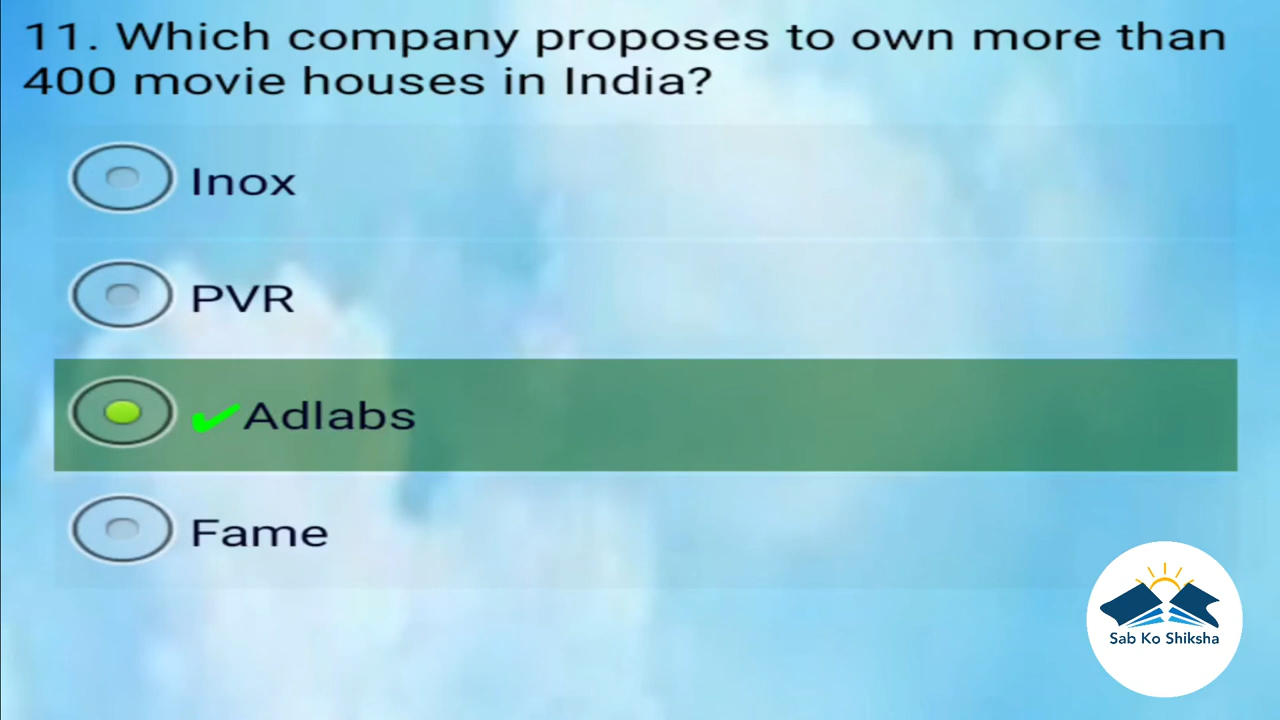 11. Which company proposes to own more than
400 movie houses in India?
Inox
PVR
✔Adlabs
Fame
Sab Ko Shiksha